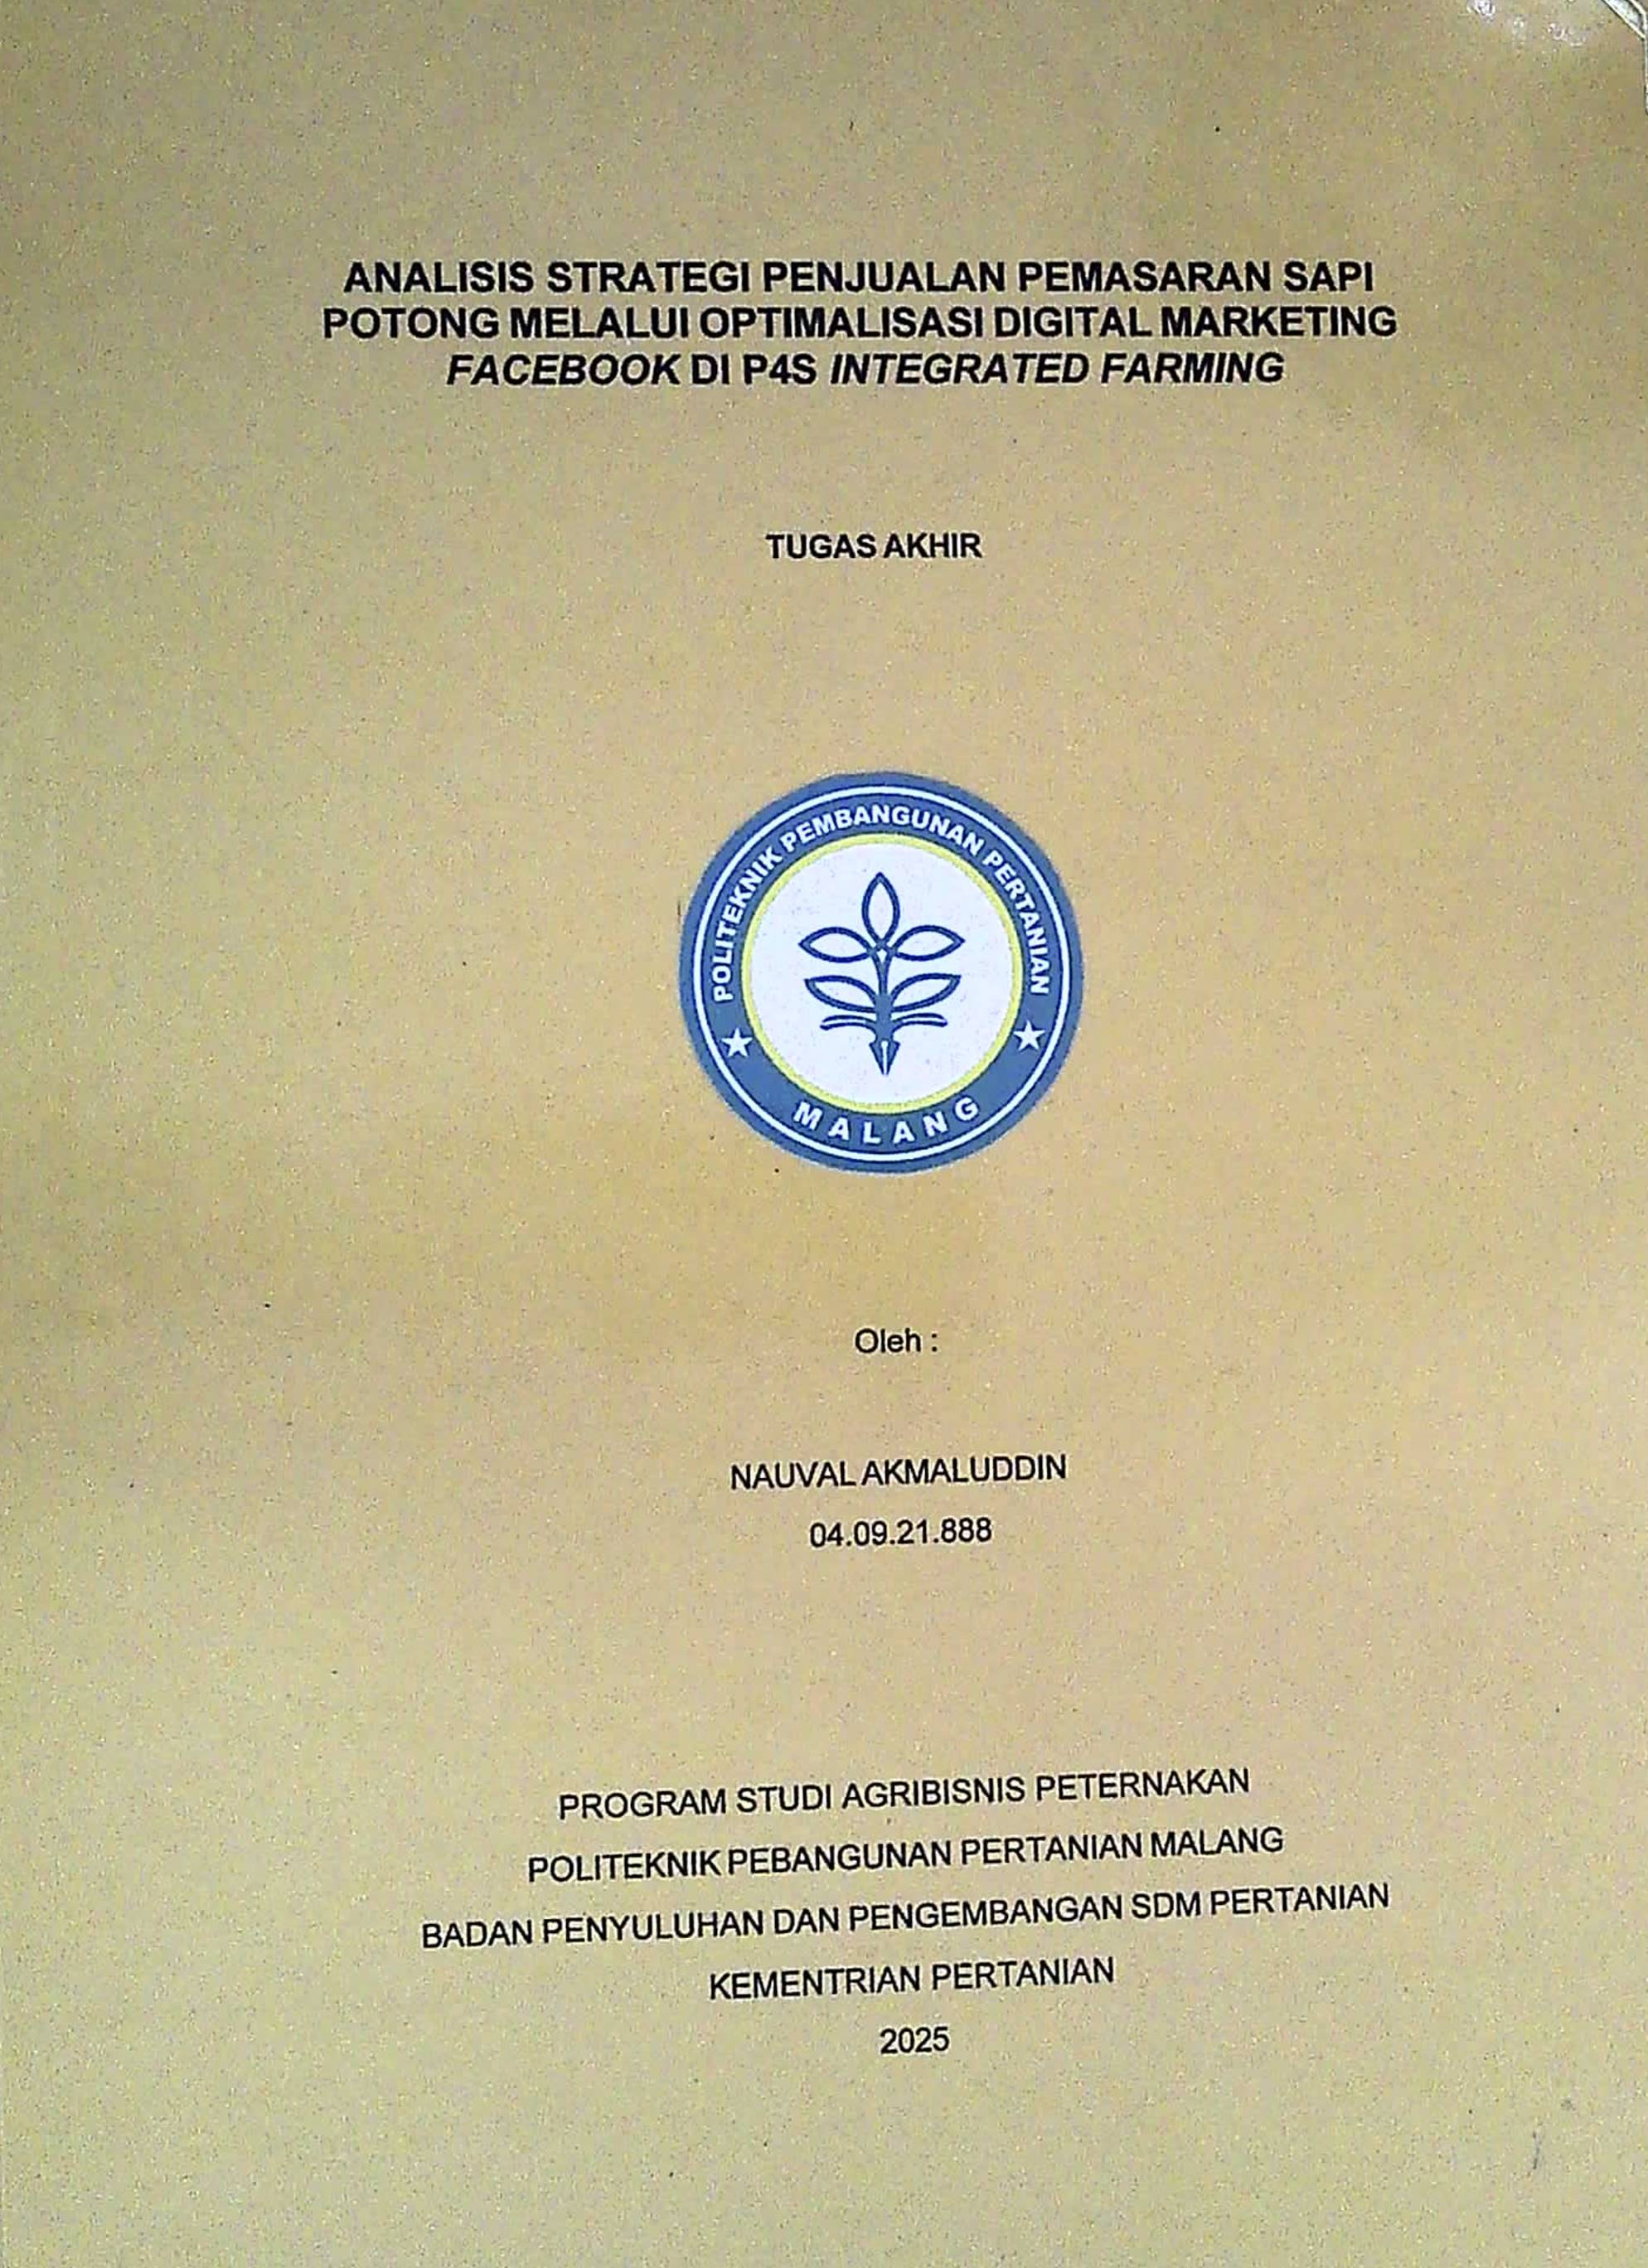 ANALISIS STRATEGI PENJUALAN PEMASARAN SAPI
POTONG MELALUI OPTIMALISASI DIGITAL MARKETING
FACEBOOK DI P4S INTEGRATED FARMING
TUGAS AKHIR
POLITEKNIK PEMBANGUNAN PERTANIAN
MALANG
Oleh :
NAUVAL AKMALUDDIN
04.09.21.888
PROGRAM STUDI AGRIBISNIS PETERNAKAN
POLITEKNIK PEBANGUNAN PERTANIAN MALANG
BADAN PENYULUHAN DAN PENGEMBANGAN SDM PERTANIAN
KEMENTRIAN PERTANIAN
2025